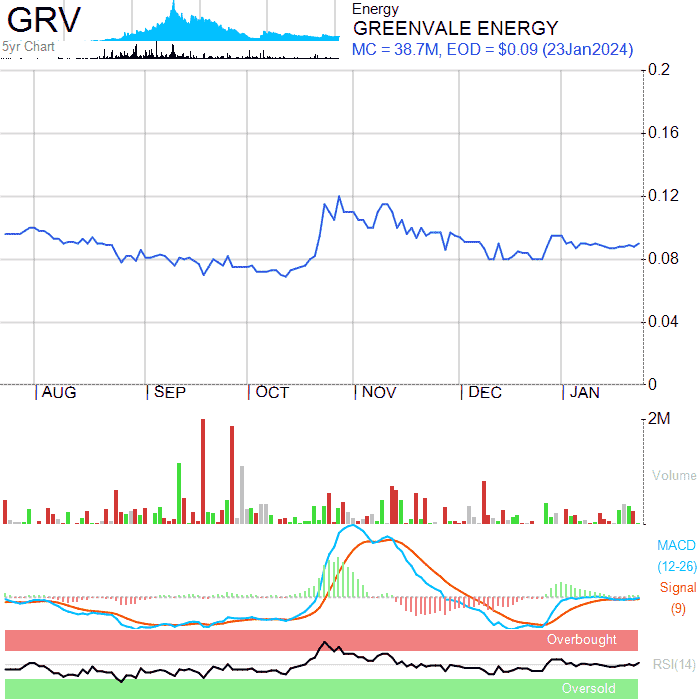 GRV
5yr Chart
Energy
GREENVALE ENERGY
MC = 38.7M, EOD = $0.09 (23Jan2024)
0.2
0.16
0.12
0.08
0.04
0
AUG SEP OCT NOV DEC JAN
2M
Volume
MACD
(12-26)
Signal
(9)
Overbought
RSI(14)
Oversold